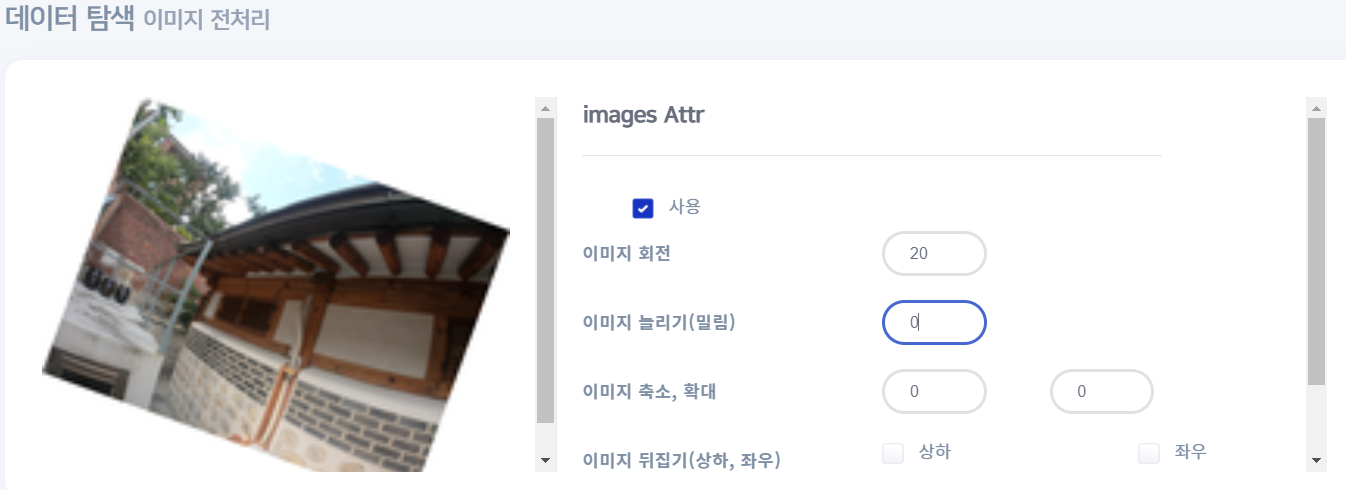 데이터 탐색 이미지 전처리
images Attr
사용
이미지 회전 20
이미지 늘리기(밀림) 0
이미지 축소, 확대 0 0
이미지 뒤집기(상하, 좌우) 상하 좌우